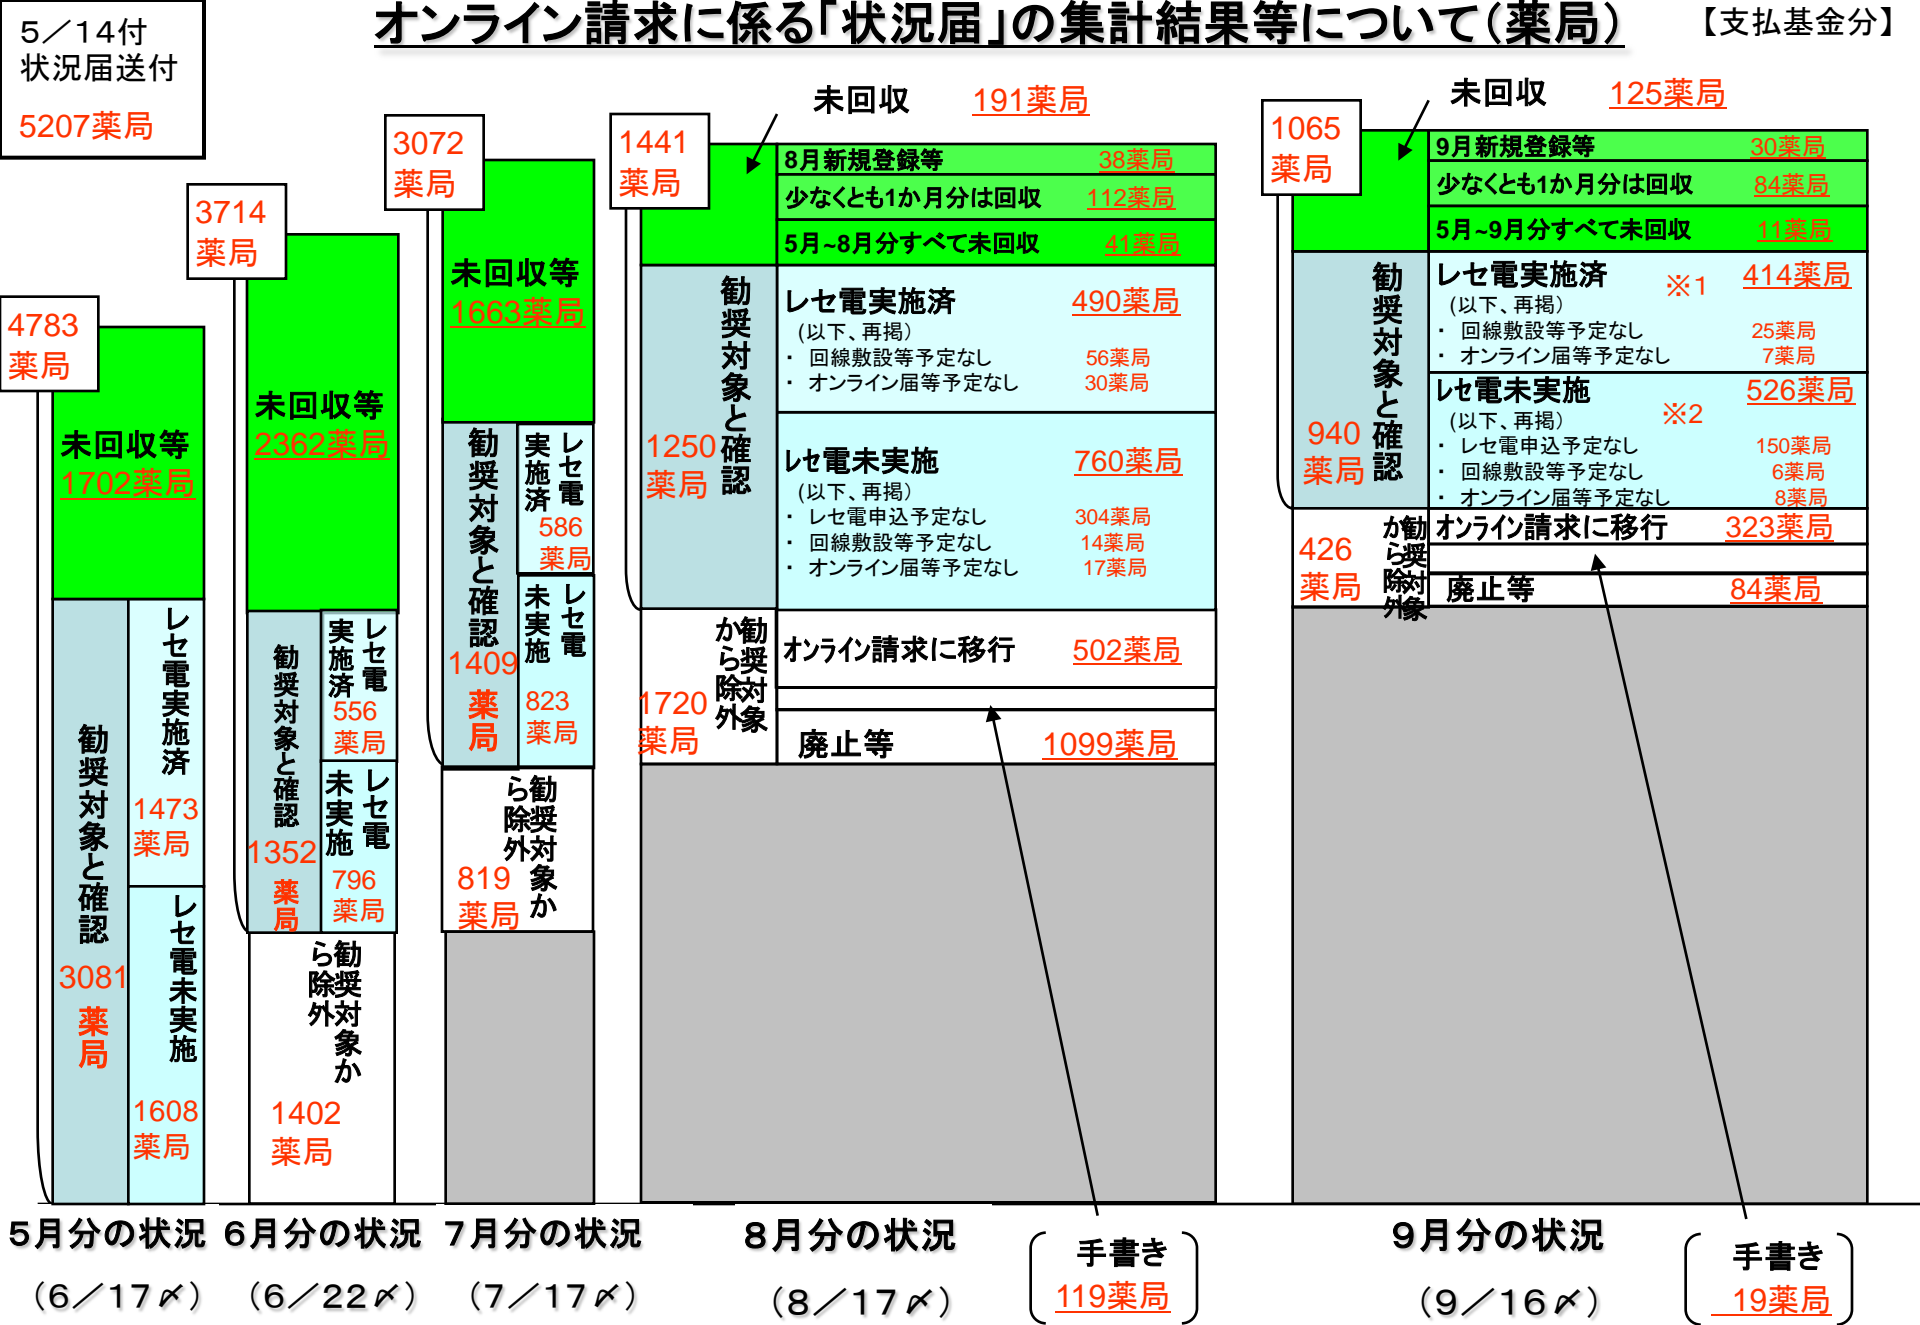 オンライン請求に係る｢状況届｣の集計結果等について（薬局）
【支払基金分】
５／１４付
状況届送付
5207薬局
4783
薬局
未回収等
1702薬局
勧奨対象と確認
3081
薬局
レセ電実施済
1473
薬局
レセ電未実施
1608
薬局
５月分の状況
（６／１７〆）
3714
薬局
未回収等
2362薬局
勧奨対象と確認
1352
薬局
レセ電
実施済
556
薬局
レセ電
未実施
796
薬局
勧奨対象か
ら除外
1402
薬局
６月分の状況
（６／２２〆）
3072
薬局
未回収等
1663薬局
勧奨対象と確認
1409
薬局
レセ電
実施済
586
薬局
レセ電
未実施
823
薬局
勧奨対象か
ら除外
819
薬局
７月分の状況
（７／１７〆）
1441
薬局
未回収 191薬局
8月新規登録等 38薬局
少なくとも1か月分は回収 112薬局
5月~8月分すべて未回収 41薬局
勧奨対象と確認
1250
薬局
レセ電実施済 490薬局
(以下、再掲）
・ 回線敷設等予定なし 56薬局
・ オンライン届等予定なし 30薬局
レセ電未実施 760薬局
(以下、再掲）
・ レセ電申込予定なし 304薬局
・ 回線敷設等予定なし 14薬局
・ オンライン届等予定なし 17薬局
勧奨対象
から除外
1720
薬局
オンライン請求に移行 502薬局
廃止等 1099薬局
８月分の状況
（８／１７〆）
手書き
119薬局
1065
薬局
未回収 125薬局
9月新規登録等 30薬局
少なくとも1か月分は回収 84薬局
5月~9月分すべて未回収 11薬局
勧奨対象と確認
940
薬局
レセ電実施済 ※1 414薬局
(以下、再掲）
・ 回線敷設等予定なし 25薬局
・ オンライン届等予定なし 7薬局
レセ電未実施 526薬局
(以下、再掲） ※2
・ レセ電申込予定なし 150薬局
・ 回線敷設等予定なし 6薬局
・ オンライン届等予定なし 8薬局
勧奨対象
から除外
426
薬局
オンライン請求に移行 323薬局
廃止等 84薬局
９月分の状況
（９／１６〆）
手書き
19薬局